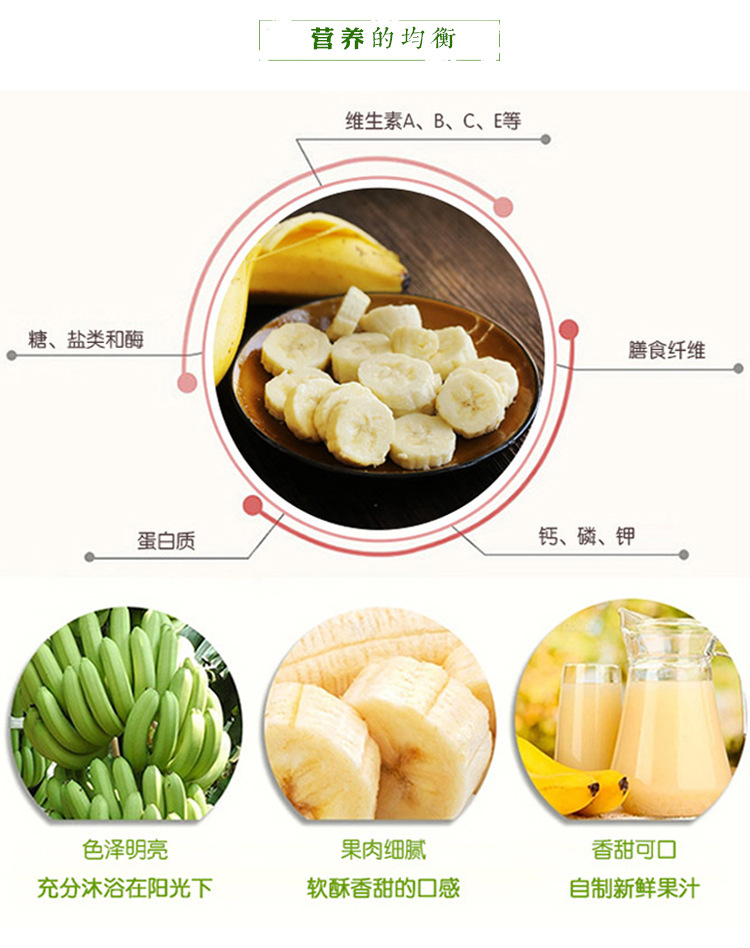 营养的均衡
维生素A、B、C、E等
糖、盐类和酶
膳食纤维
蛋白质
钙、磷、钾
色泽明亮
充分沐浴在阳光下
果肉细腻
软酥香甜的口感
香甜可口
自制新鲜果汁